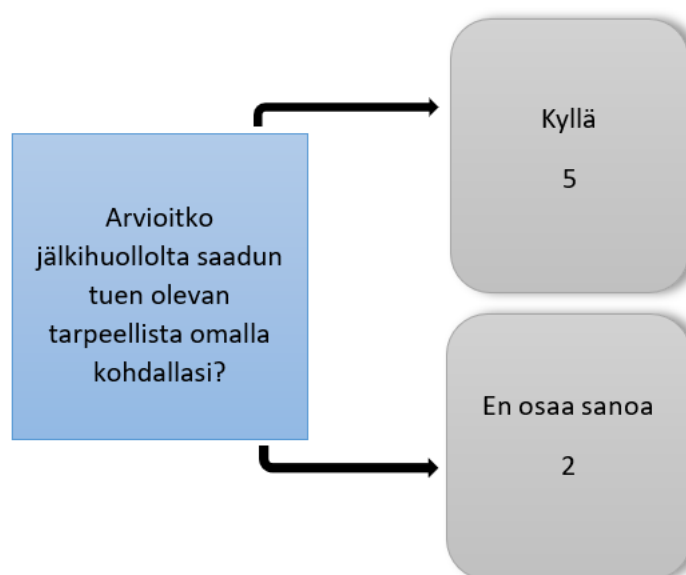 Arvioitko
jälkihuollolta saadun
tuen olevan
tarpeellista omalla
kohdallasi?
Kyllä
5
En osaa sanoa
2